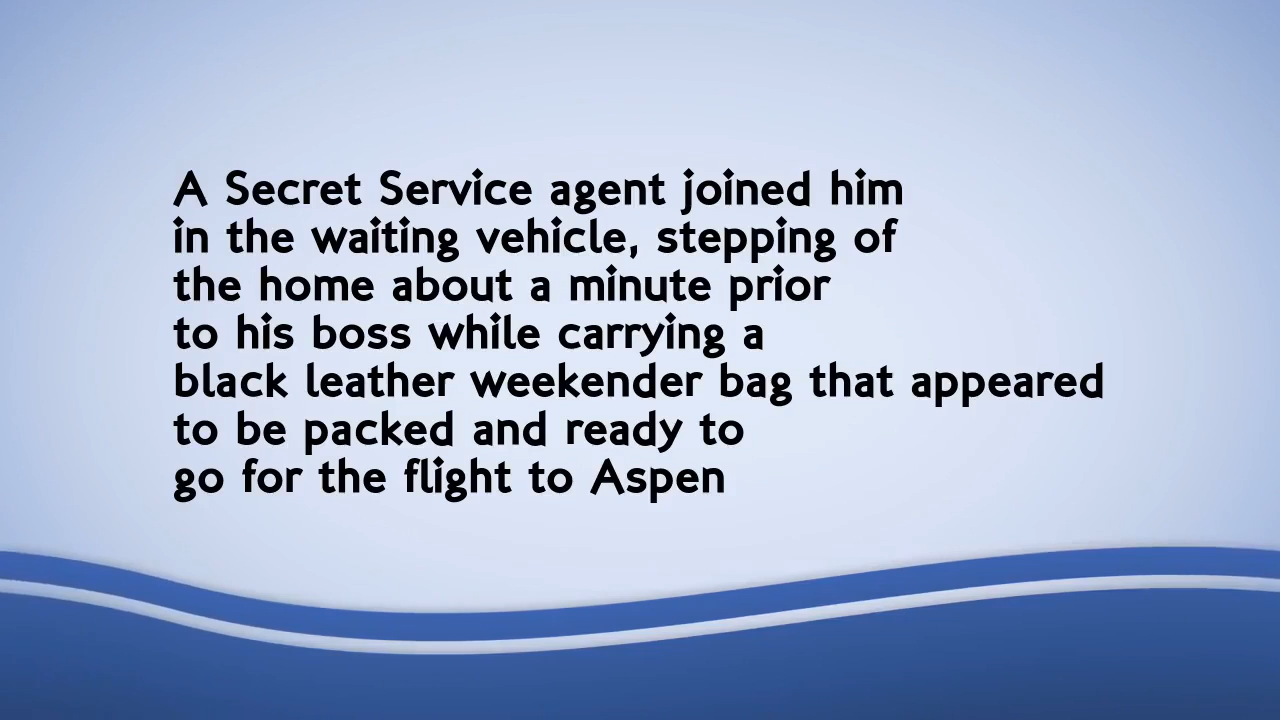 A Secret Service agent joined him
in the waiting vehicle, stepping of
the home about a minute prior
to his boss while carrying a
black leather weekender bag that appeared
to be packed and ready to
go for the flight to Aspen